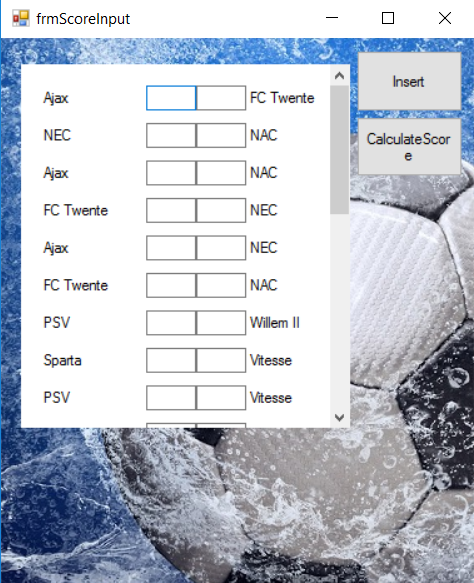 frmScoreInput
Ajax FC Twente
NEC NAC
Ajax NAC
FC Twente NEC
Ajax NEC
FC Twente NAC
PSV Willem II
Sparta Vitesse
PSV Vitesse
Insert
CalculateScor
e